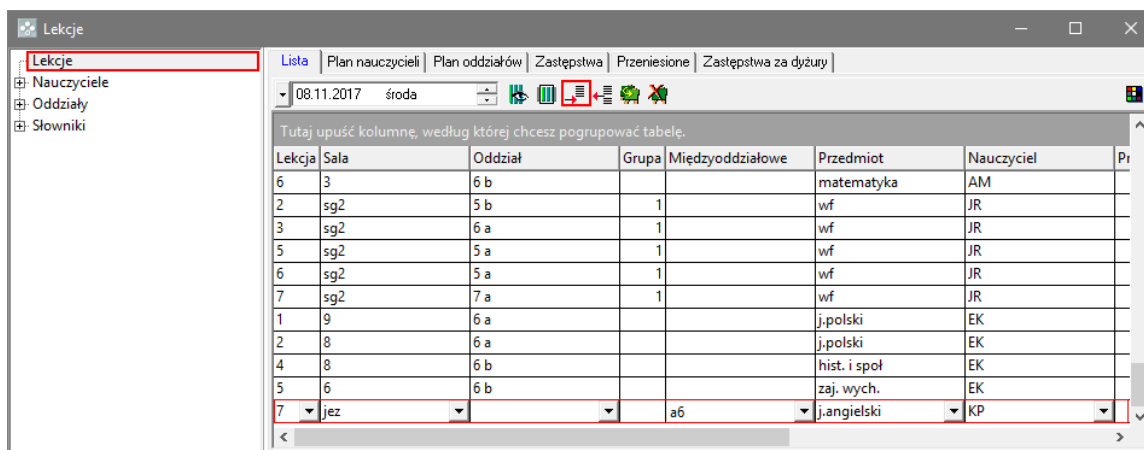 Lekcje
Lekcje
Nauczyciele
Oddziały
Słowniki
Lista Plan nauczycieli Plan oddziałów Zastępstwa Przeniesione Zastępstwa za dyżury
08.11.2017 środa
Tutaj upuść kolumnę, według której chcesz pogrupować tabelę.
Lekcja Sala Oddział Grupa Międzyoddziałowe Przedmiot Nauczyciel Pr
6 3 6 b matematyka AM
2 sg2 5 b 1 wf JR
3 sg2 6 a 1 wf JR
5 sg2 5 a 1 wf JR
6 sg2 5 a 1 wf JR
7 sg2 7 a 1 wf JR
1 9 6 a j.polski EK
2 8 6 a j.polski EK
4 8 6 b hist. i społ EK
5 6 6 b zaj. wych. EK
7 jez a6 j.angielski KP